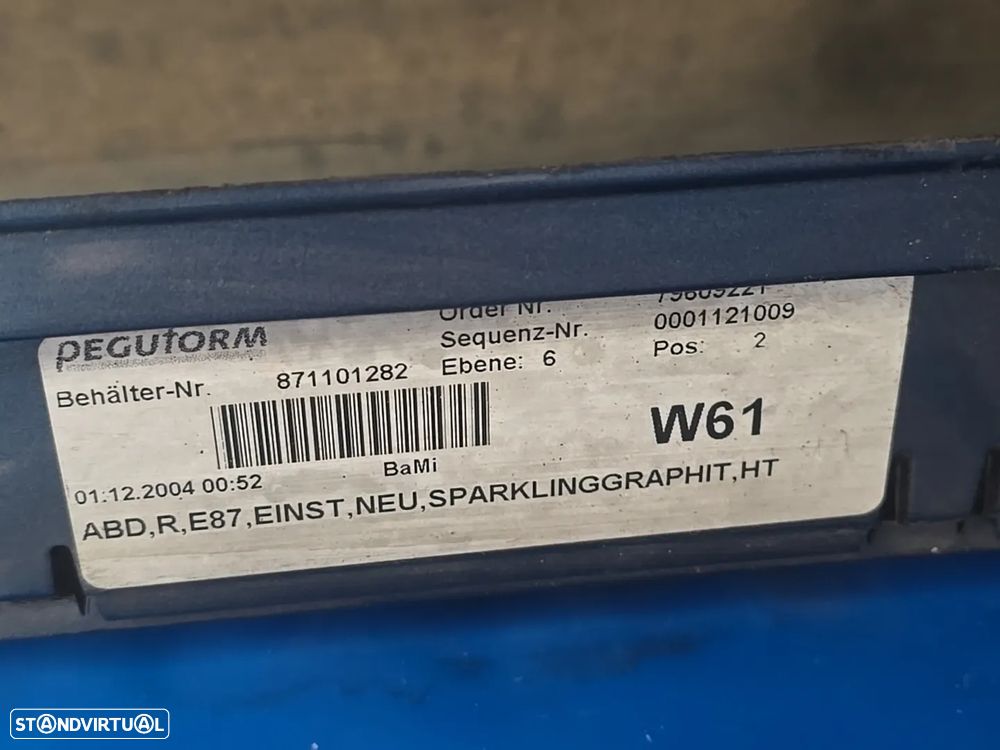 PEGUFORM
Order Nr.
Sequenz-Nr. 0001121009
Behälter-Nr. 871101282
Ebene: 6 Pos: 2
W61
BaMi
01.12.2004 00:52
ABD,R,E87,EINST,NEU,SPARKLINGGRAPHIT,HT
STANDVIRTUAL